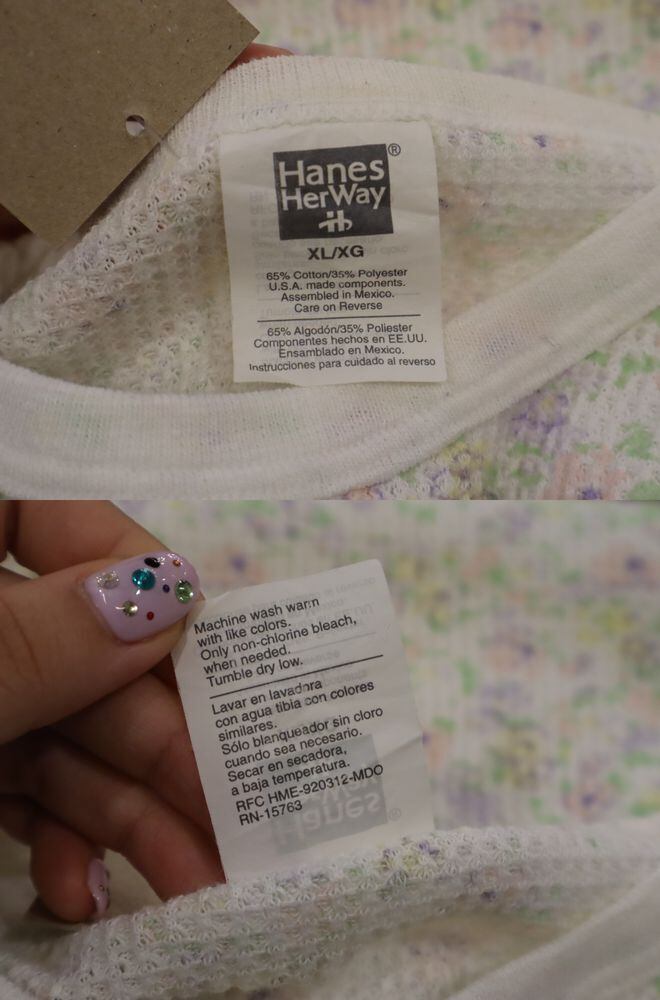 Hanes
HerWay
®
XL/XG
65% Cotton/35% Polyester
U.S.A. made components.
Assembled in Mexico.
Care on Reverse
65% Algodón/35% Poliester
Componentes hechos en EE.UU.
Ensamblado en Mexico.
Instrucciones para cuidado al reverso
Machine wash warm
with like colors.
Only non-chlorine bleach,
when needed.
Tumble dry low.
Lavar en lavadora
con agua tibia con colores
similares.
Sólo blanqueador sin cloro
cuando sea necesario.
Secar en secadora,
a baja temperatura.
RFC HME-920312-MDO
RN-15763